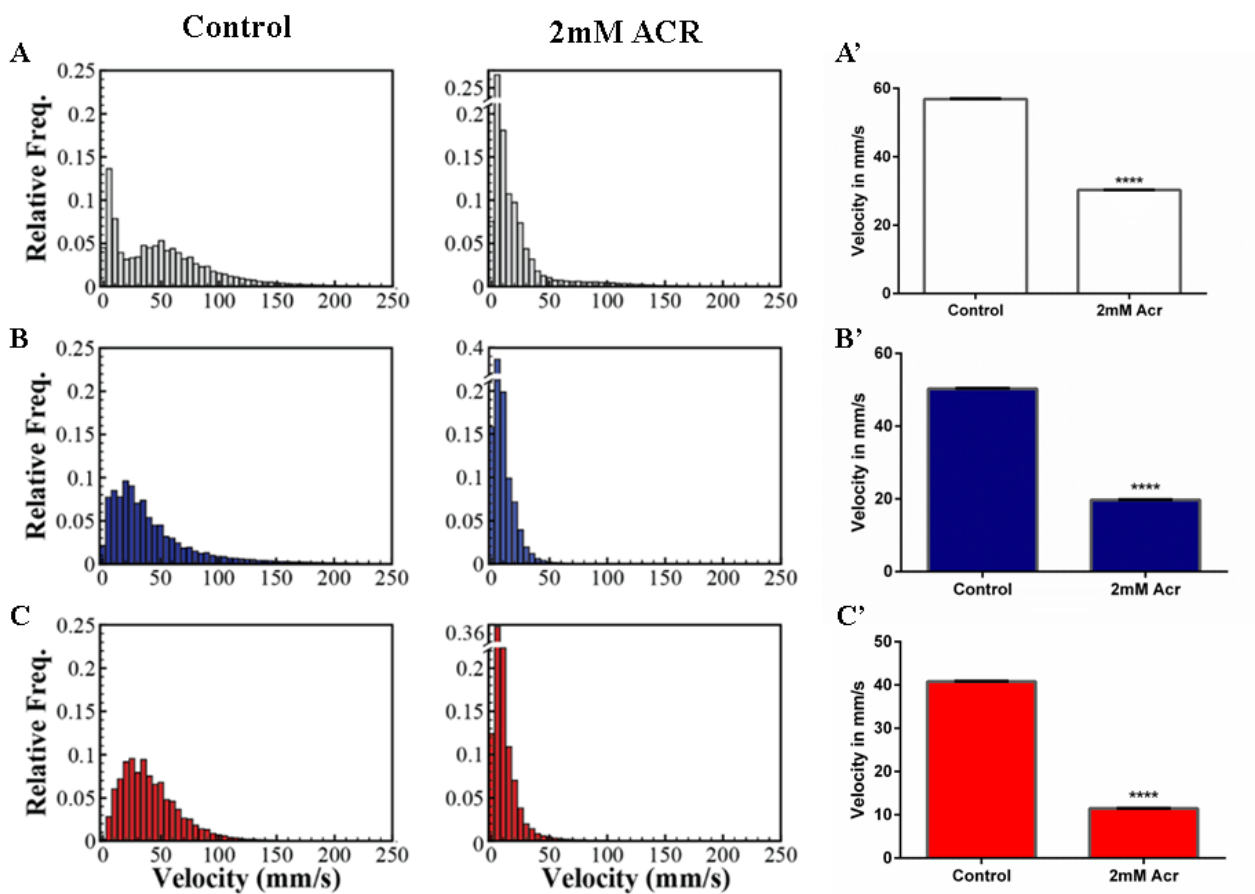 Control
2mM ACR
A
Relative Freq.
0.25
0.2
0.15
0.1
0.05
0
0 50 100 150 200 250
0.25
0.2
0.15
0.1
0.05
0
0 50 100 150 200 250
A’
Velocity in mm/s
60
40
20
0
****
Control 2mM Acr
B
Relative Freq.
0.25
0.2
0.15
0.1
0.05
0
0 50 100 150 200 250
0.4
0.2
0.15
0.1
0.05
0
0 50 100 150 200 250
B’
Velocity in mm/s
60
40
20
0
****
Control 2mM Acr
C
Relative Freq.
0.25
0.2
0.15
0.1
0.05
0
0 50 100 150 200 250
Velocity (mm/s)
0.36
0.2
0.15
0.1
0.05
0
0 50 100 150 200 250
Velocity (mm/s)
C’
Velocity in mm/s
50
40
30
20
10
0
****
Control 2mM Acr